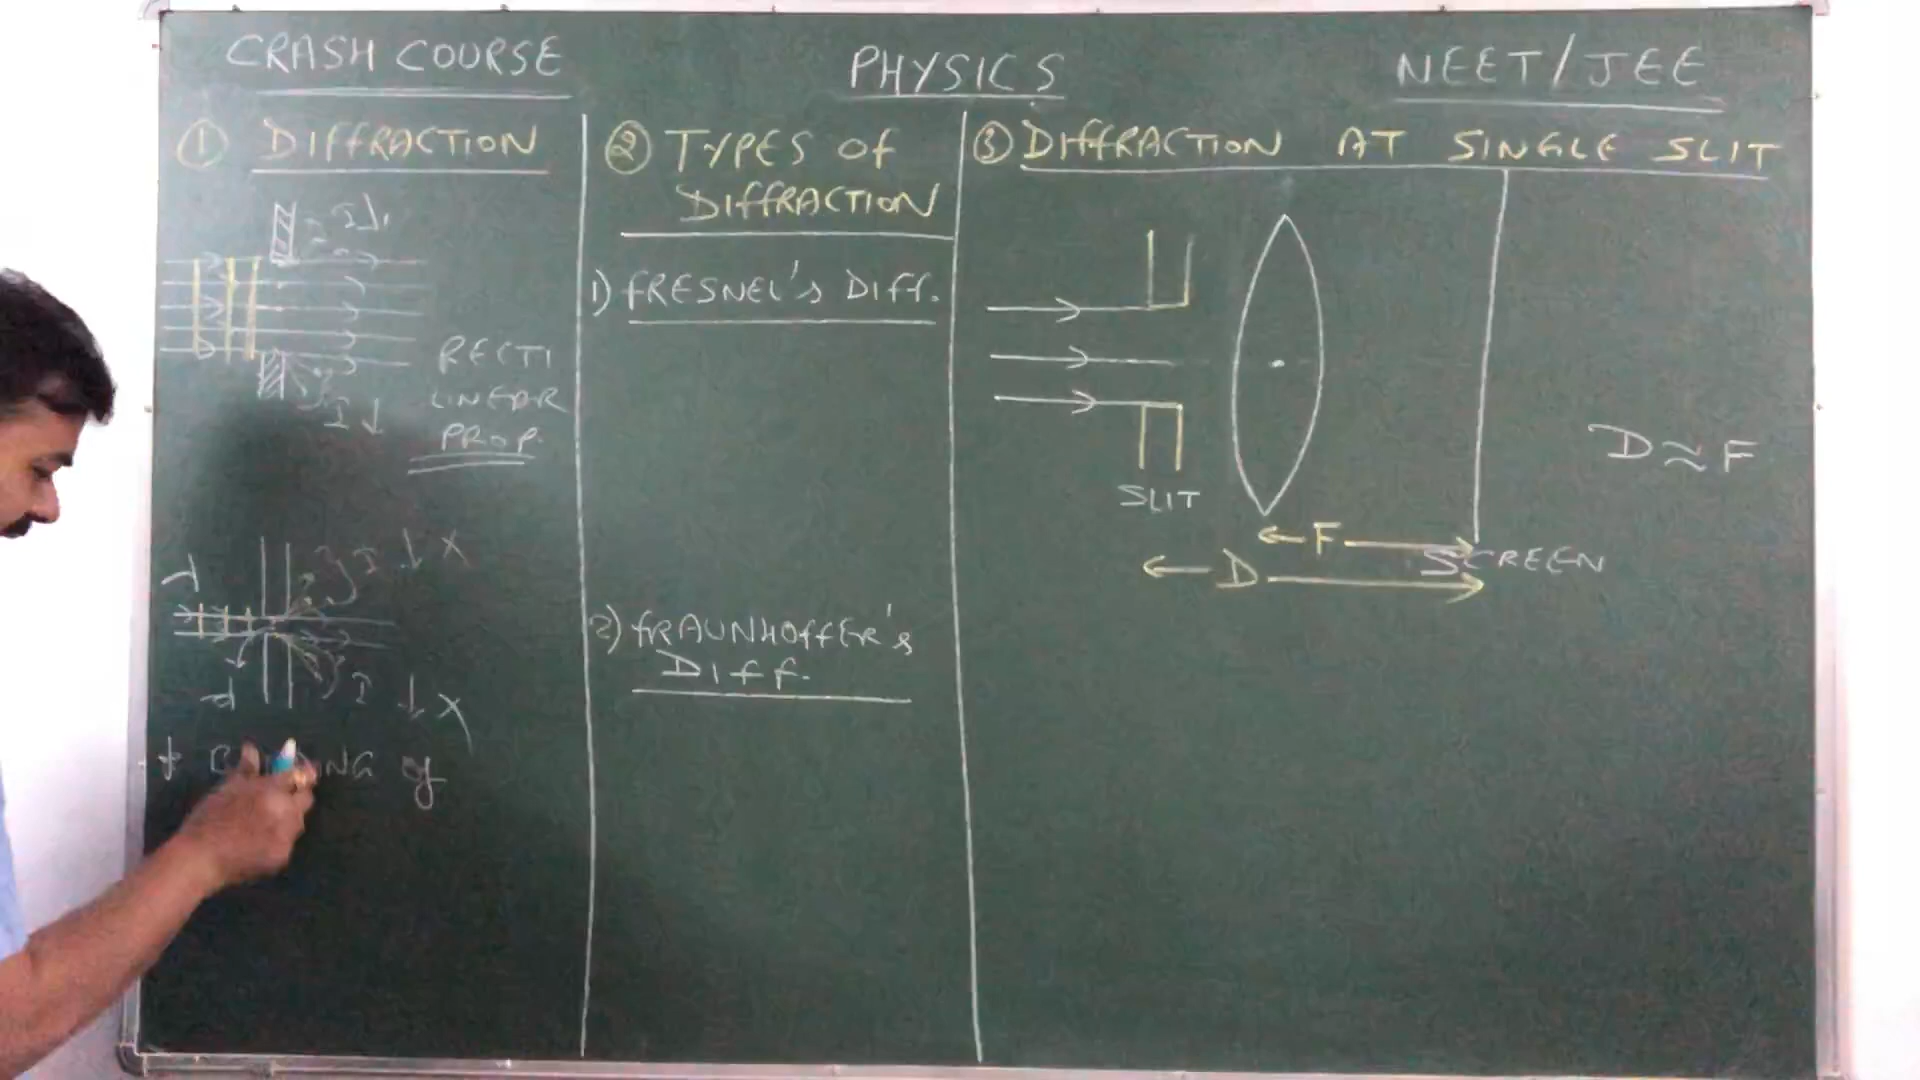 CRASH COURSE
PHYSICS
NEET/JEE
① DIFFRACTION
I↓
RECTI
LINEAR
PROP.
I↓
I↓ X
I↓ X
OF
② TYPES OF
DIFFRACTION
1) FRESNEL'S DIFF.
2) FRAUNHOFFER'S
DIFF.
③ DIFFRACTION AT SINGLE SLIT
SLIT
F
SCREEN
D
D ≈ F